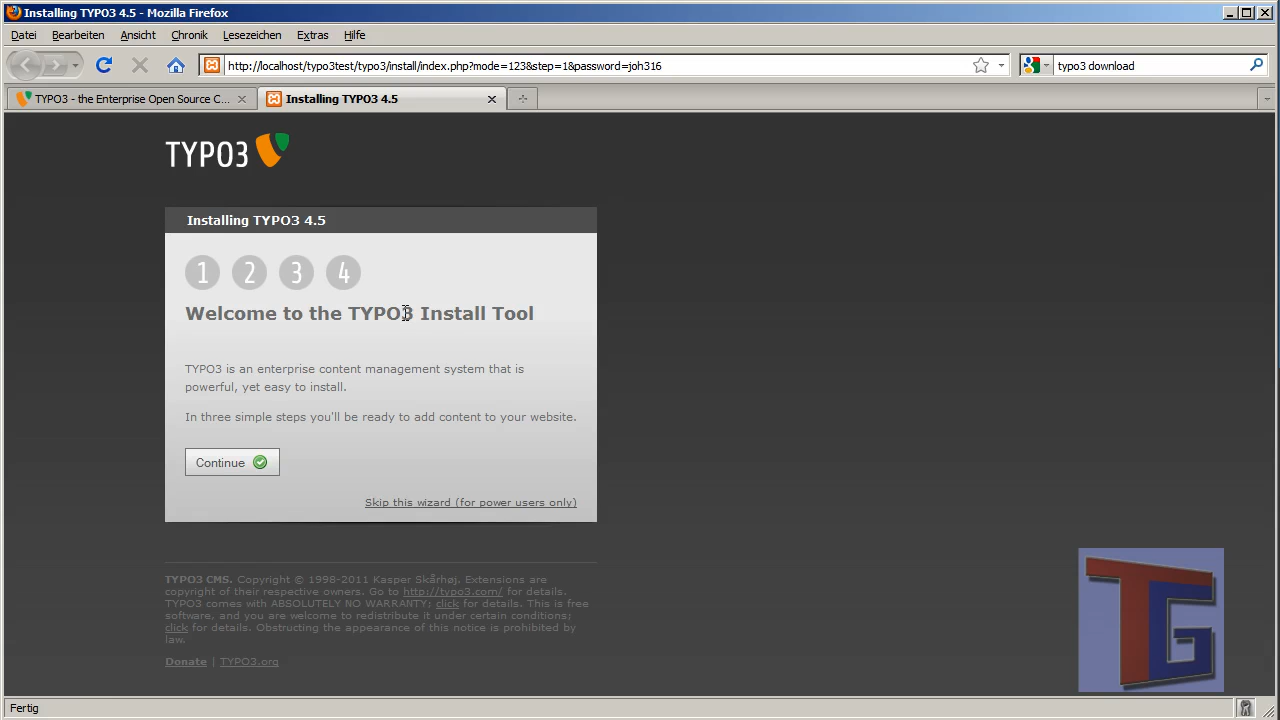 Installing TYPO3 4.5 - Mozilla Firefox
Datei Bearbeiten Ansicht Chronik Lesezeichen Extras Hilfe
http://localhost/typo3test/typo3/install/index.php?mode=123&step=1&password=joh316
typo3 download
TYPO3 - the Enterprise Open Source C...
Installing TYPO3 4.5
TYPO3
Installing TYPO3 4.5
1 2 3 4
Welcome to the TYPO3 Install Tool
TYPO3 is an enterprise content management system that is
powerful, yet easy to install.
In three simple steps you'll be ready to add content to your website.
Continue
Skip this wizard (for power users only)
TYPO3 CMS. Copyright © 1998-2011 Kasper Skårhøj. Extensions are
copyright of their respective owners. Go to http://typo3.com/ for details.
TYPO3 comes with ABSOLUTELY NO WARRANTY; click for details. This is free
software, and you are welcome to redistribute it under certain conditions;
click for details. Obstructing the appearance of this notice is prohibited by
law.
Donate | TYPO3.org
TG
Fertig